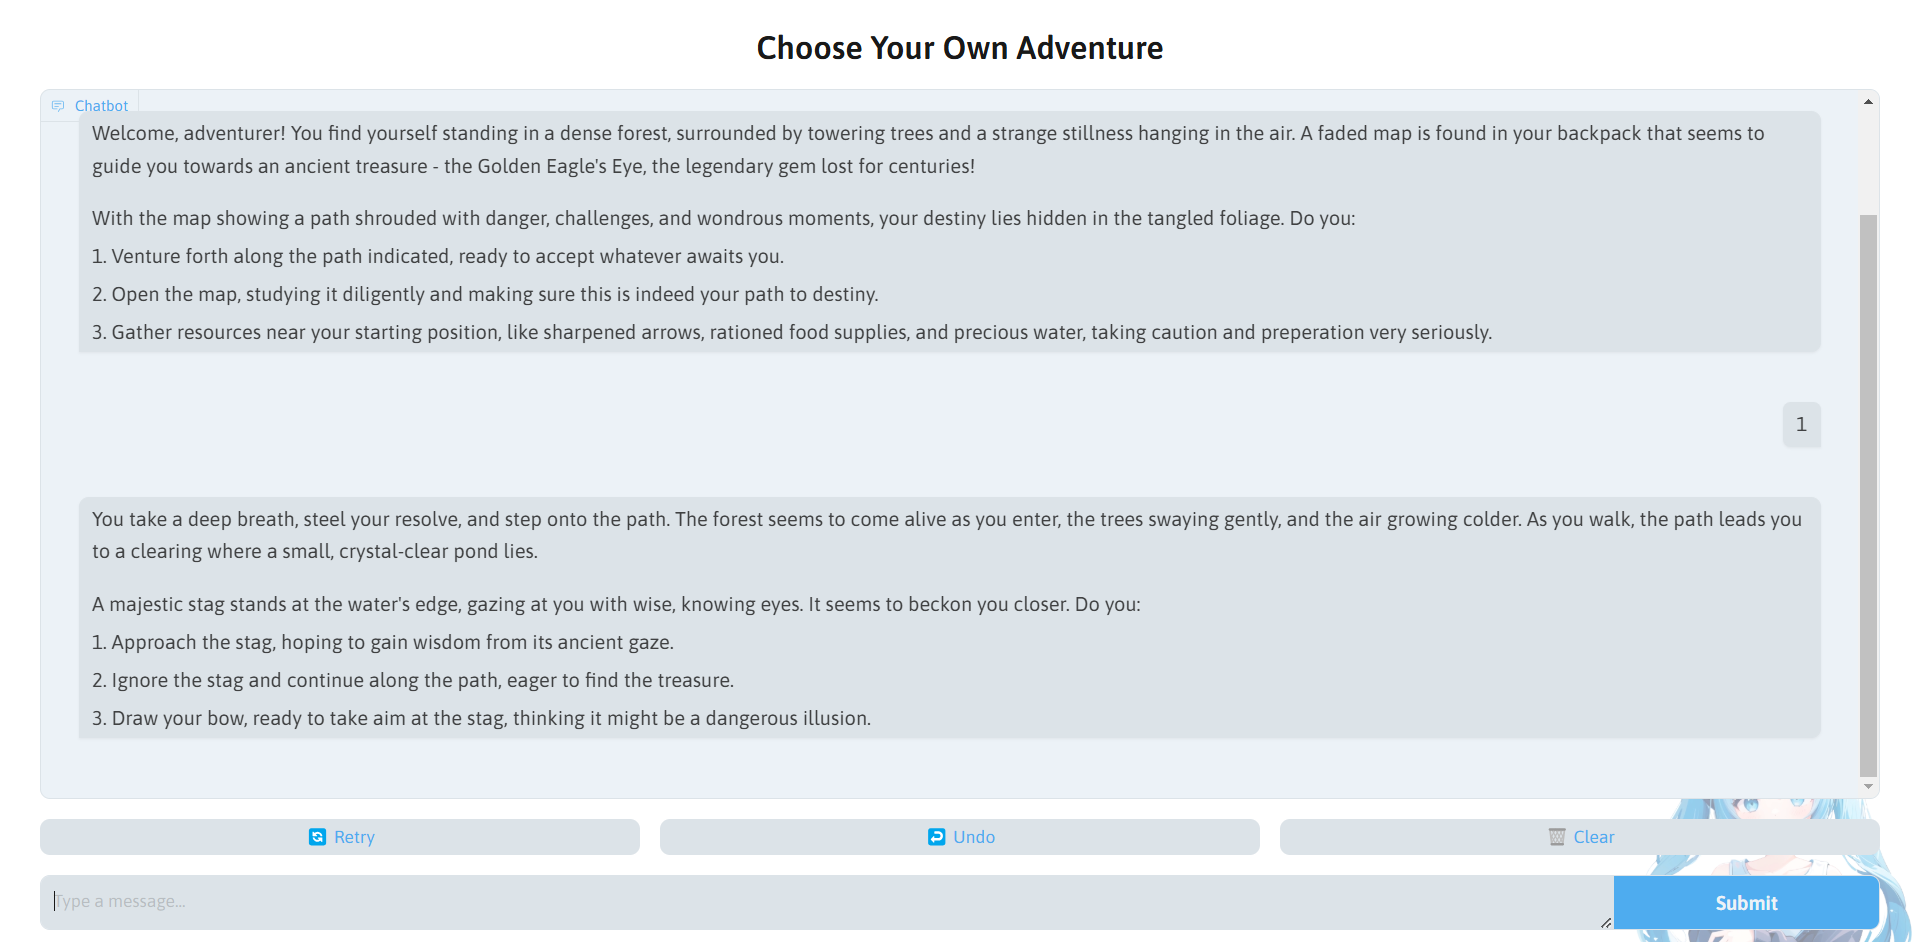 Choose Your Own Adventure
Chatbot
Welcome, adventurer! You find yourself standing in a dense forest, surrounded by towering trees and a strange stillness hanging in the air. A faded map is found in your backpack that seems to
guide you towards an ancient treasure - the Golden Eagle's Eye, the legendary gem lost for centuries!
With the map showing a path shrouded with danger, challenges, and wondrous moments, your destiny lies hidden in the tangled foliage. Do you:
1. Venture forth along the path indicated, ready to accept whatever awaits you.
2. Open the map, studying it diligently and making sure this is indeed your path to destiny.
3. Gather resources near your starting position, like sharpened arrows, rationed food supplies, and precious water, taking caution and preperation very seriously.
1
You take a deep breath, steel your resolve, and step onto the path. The forest seems to come alive as you enter, the trees swaying gently, and the air growing colder. As you walk, the path leads you
to a clearing where a small, crystal-clear pond lies.
A majestic stag stands at the water's edge, gazing at you with wise, knowing eyes. It seems to beckon you closer. Do you:
1. Approach the stag, hoping to gain wisdom from its ancient gaze.
2. Ignore the stag and continue along the path, eager to find the treasure.
3. Draw your bow, ready to take aim at the stag, thinking it might be a dangerous illusion.
Retry
Undo
Clear
Type a message...
Submit